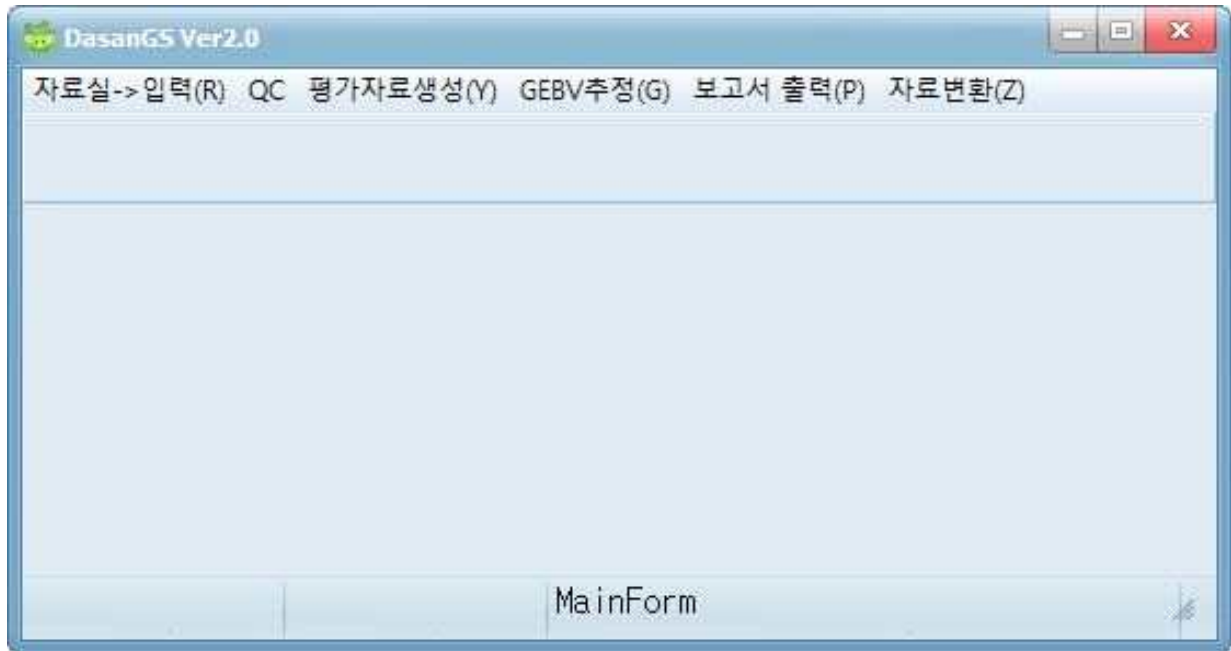 DasanGS Ver2.0
자료실->입력(R) QC 평가자료생성(Y) GEBV추정(G) 보고서 출력(P) 자료변환(Z)
MainForm